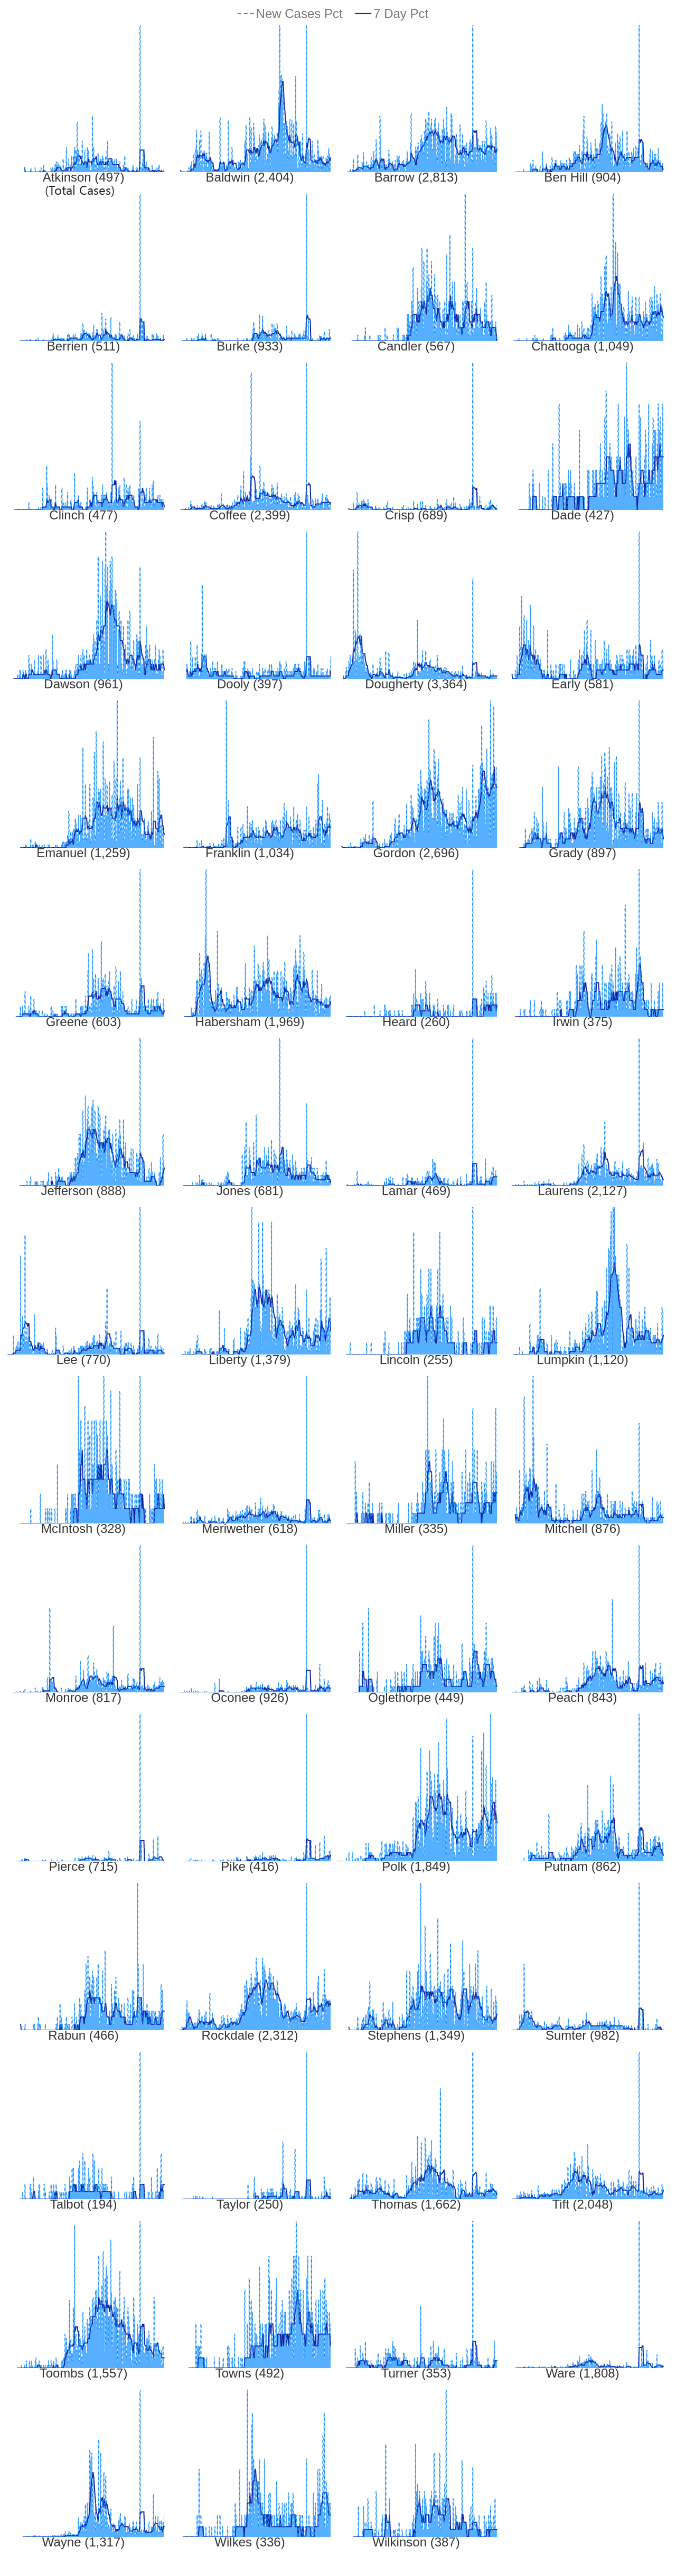 New Cases Pct 7 Day Pct
Atkinson (497) Baldwin (2,404) Barrow (2,813) Ben Hill (904)
(Total Cases)
Berrien (511) Burke (933) Candler (567) Chattooga (1,049)
Clinch (477) Coffee (2,399) Crisp (689) Dade (427)
Dawson (961) Dooly (397) Dougherty (3,364) Early (581)
Emanuel (1,259) Franklin (1,034) Gordon (2,696) Grady (897)
Greene (603) Habersham (1,969) Heard (260) Irwin (375)
Jefferson (888) Jones (681) Lamar (469) Laurens (2,127)
Lee (770) Liberty (1,379) Lincoln (255) Lumpkin (1,120)
McIntosh (328) Meriwether (618) Miller (335) Mitchell (876)
Monroe (817) Oconee (926) Oglethorpe (449) Peach (843)
Pierce (715) Pike (416) Polk (1,849) Putnam (862)
Rabun (466) Rockdale (2,312) Stephens (1,349) Sumter (982)
Talbot (194) Taylor (250) Thomas (1,662) Tift (2,048)
Toombs (1,557) Towns (492) Turner (353) Ware (1,808)
Wayne (1,317) Wilkes (336) Wilkinson (387)